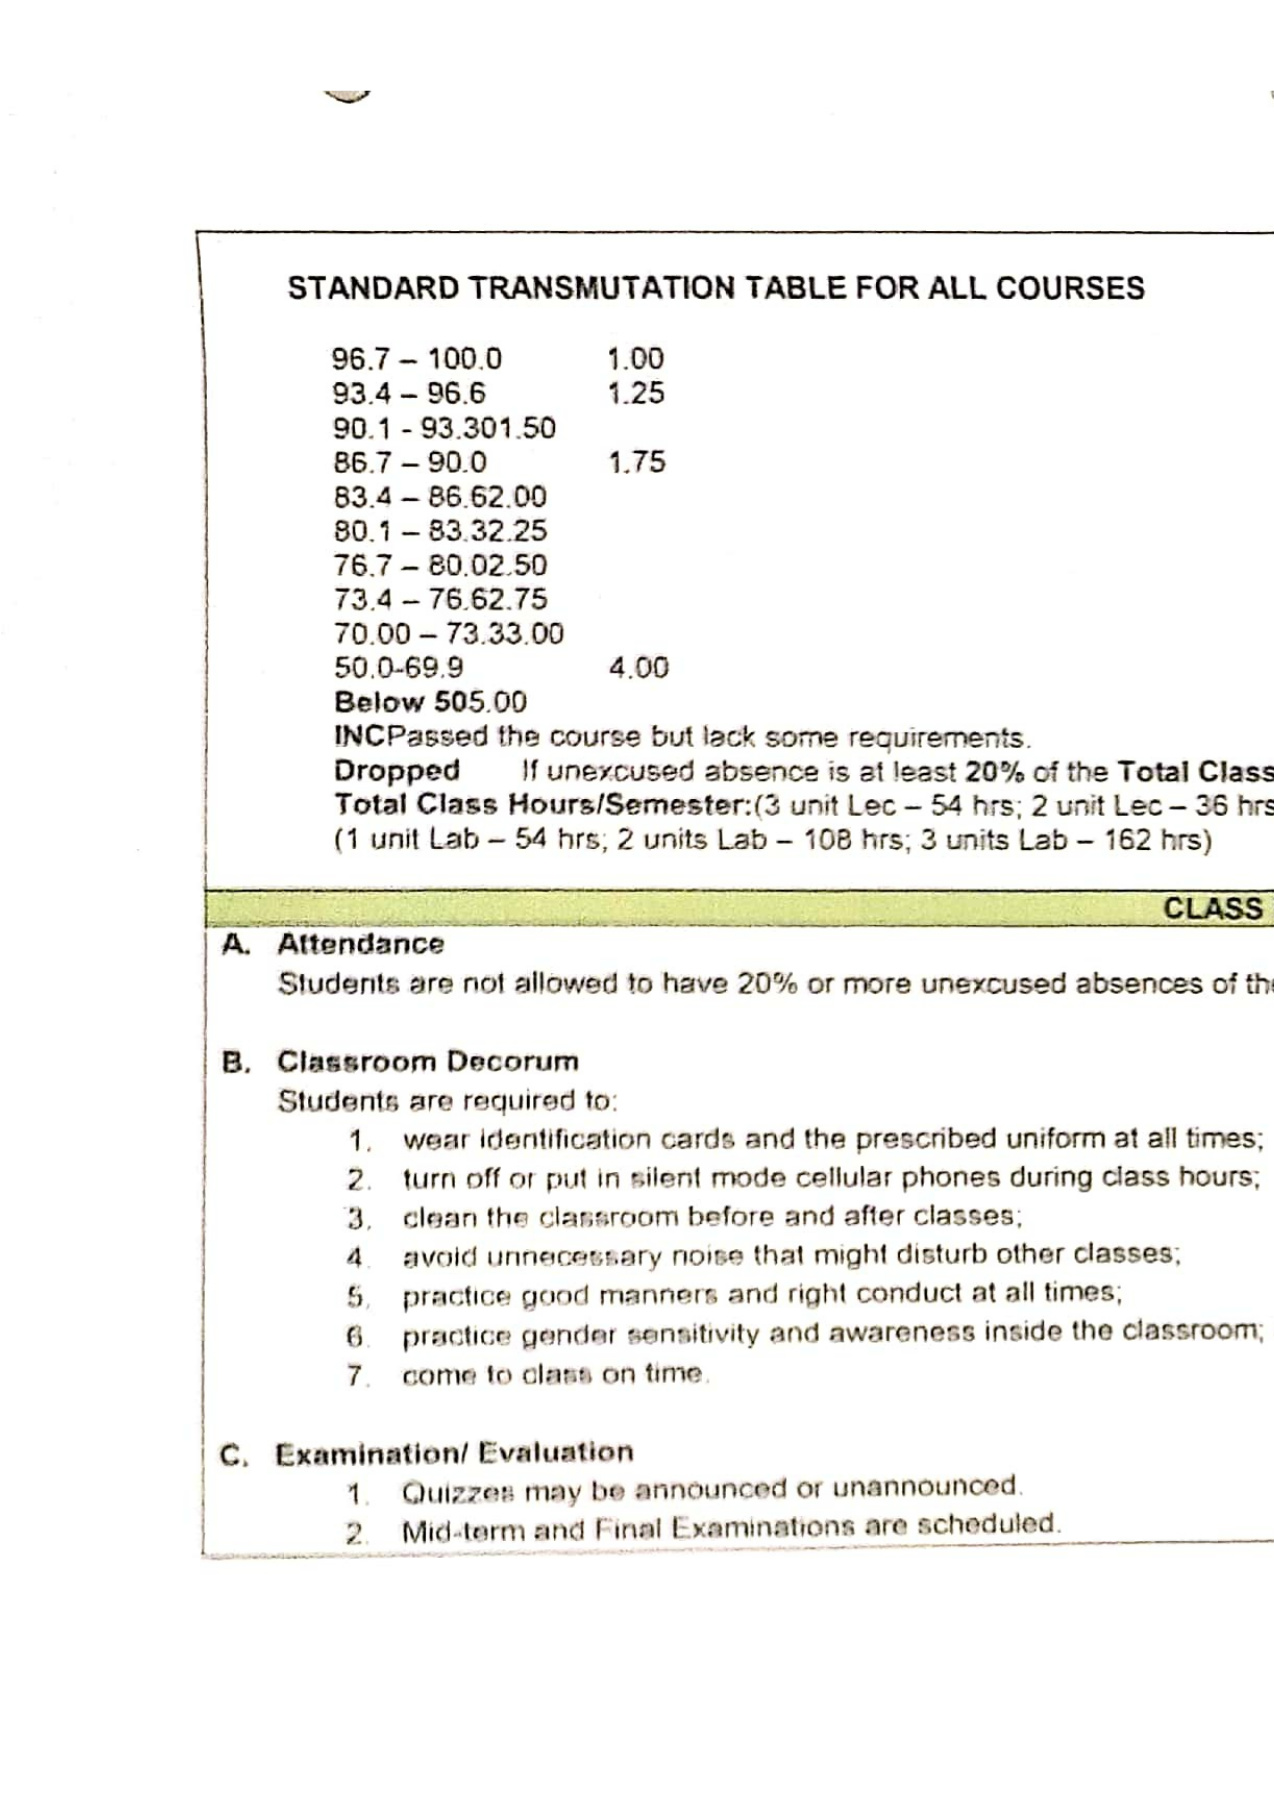 STANDARD TRANSMUTATION TABLE FOR ALL COURSES
96.7 – 100.0 1.00
93.4 – 96.6 1.25
90.1 - 93.301.50
86.7 – 90.0 1.75
83.4 – 86.62.00
80.1 – 83.32.25
76.7 – 80.02.50
73.4 – 76.62.75
70.00 – 73.33.00
50.0-69.9 4.00
Below 505.00
INCPassed the course but lack some requirements.
Dropped If unexcused absence is at least 20% of the Total Class
Total Class Hours/Semester:(3 unit Lec – 54 hrs; 2 unit Lec – 36 hrs
(1 unit Lab – 54 hrs; 2 units Lab – 108 hrs; 3 units Lab – 162 hrs)
CLASS
A. Attendance
Students are not allowed to have 20% or more unexcused absences of the
B. Classroom Decorum
Students are required to:
1. wear identification cards and the prescribed uniform at all times;
2. turn off or put in silent mode cellular phones during class hours;
3. clean the classroom before and after classes;
4. avoid unnecessary noise that might disturb other classes;
5. practice good manners and right conduct at all times;
6. practice gender sensitivity and awareness inside the classroom;
7. come to class on time.
C. Examination/ Evaluation
1. Quizzes may be announced or unannounced.
2. Mid-term and Final Examinations are scheduled.